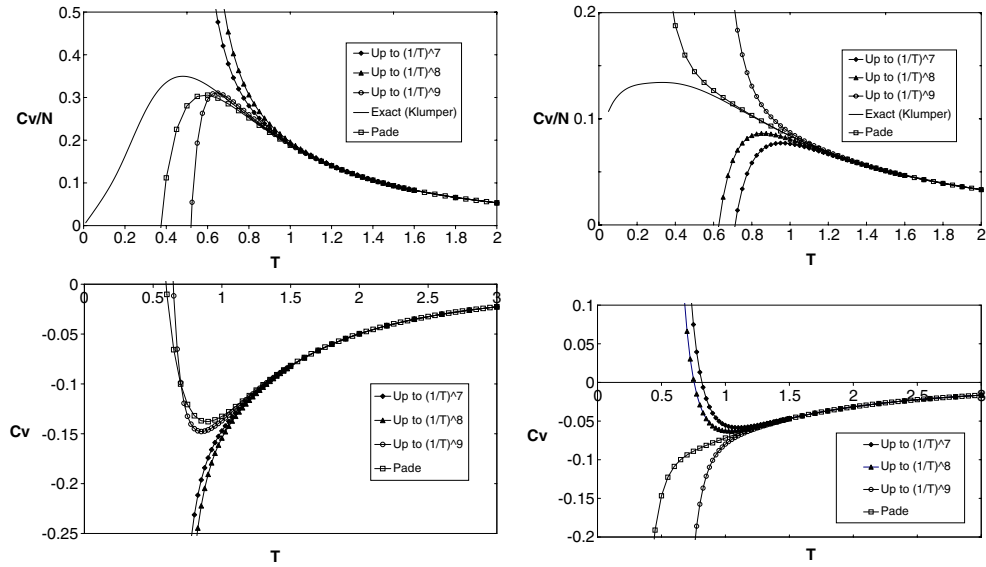 0.5
0.4
0.3
Cv/N
0.2
0.1
0
0
0.2
0.4
0.6
0.8
1
1.2
1.4
1.6
1.8
2
T
Up to (1/T)^7
Up to (1/T)^8
Up to (1/T)^9
Exact (Klumper)
Pade
0.2
Cv/N
0.1
0
0
0.2
0.4
0.6
0.8
1
1.2
1.4
1.6
1.8
2
T
Up to (1/T)^7
Up to (1/T)^8
Up to (1/T)^9
Exact (Klumper)
Pade
0
-0.05
-0.1
-0.15
Cv
-0.2
-0.25
0
0.5
1
1.5
2
2.5
3
T
Up to (1/T)^7
Up to (1/T)^8
Up to (1/T)^9
Pade
0.1
0.05
0
-0.05
Cv
-0.1
-0.15
-0.2
0
0.5
1
1.5
2
2.5
3
T
Up to (1/T)^7
Up to (1/T)^8
Up to (1/T)^9
Pade